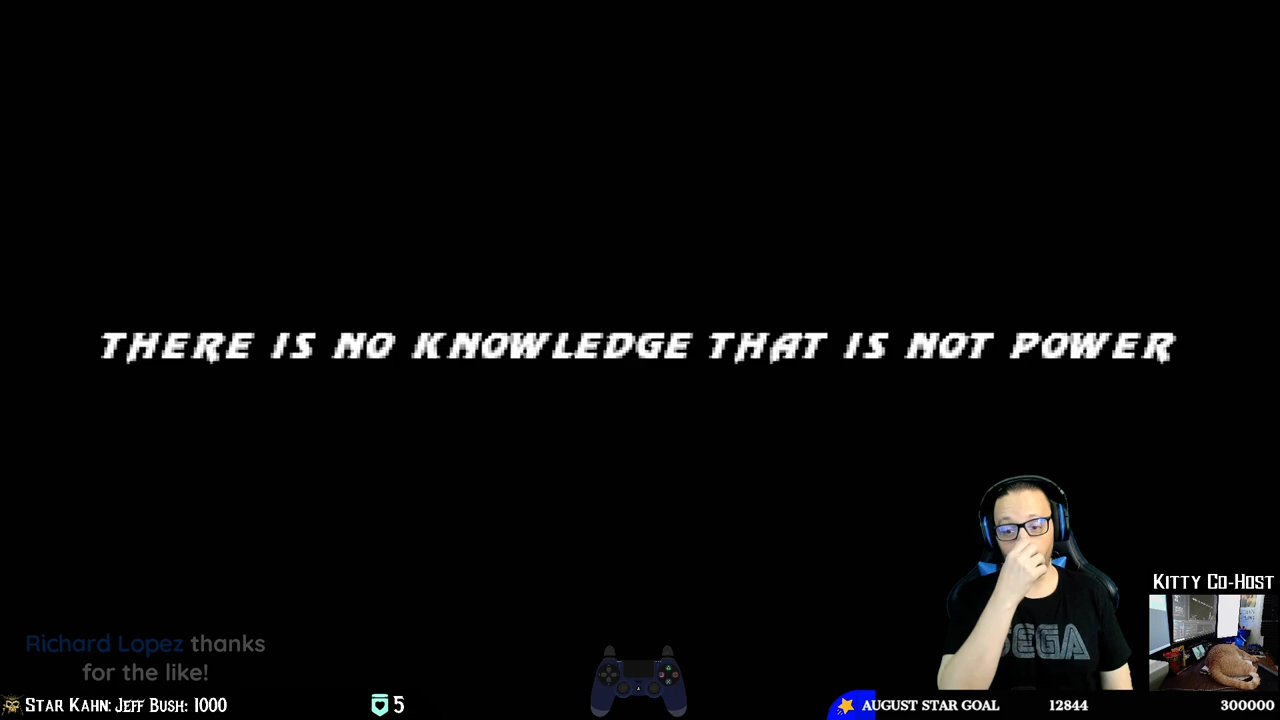 THERE IS NO KNOWLEDGE THAT IS NOT POWER
SEGA
KITTY CO-HOST
Richard Lopez thanks
for the like!
STAR KAHN: JEFF BUSH: 1000
5
AUGUST STAR GOAL
12844
300000